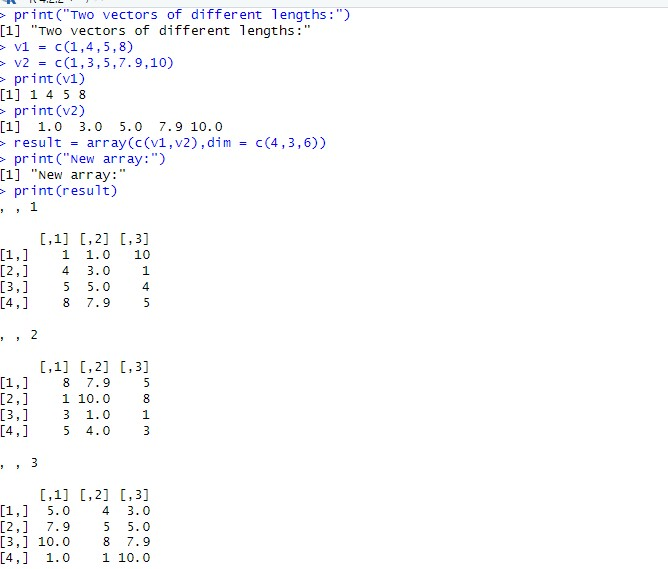 > print("Two vectors of different lengths:")
[1] "Two vectors of different lengths:"
> v1 = c(1,4,5,8)
> v2 = c(1,3,5,7.9,10)
> print(v1)
[1] 1 4 5 8
> print(v2)
[1]  1.0  3.0  5.0  7.9 10.0
> result = array(c(v1,v2),dim = c(4,3,6))
> print("New array:")
[1] "New array:"
> print(result)
, , 1
     [,1] [,2] [,3]
[1,]    1  1.0   10
[2,]    4  3.0    1
[3,]    5  5.0    4
[4,]    8  7.9    5
, , 2
     [,1] [,2] [,3]
[1,]    8  7.9    5
[2,]    1 10.0    8
[3,]    3  1.0    1
[4,]    5  4.0    3
, , 3
     [,1] [,2] [,3]
[1,]  5.0    4  3.0
[2,]  7.9    5  5.0
[3,] 10.0    8  7.9
[4,]  1.0    1 10.0